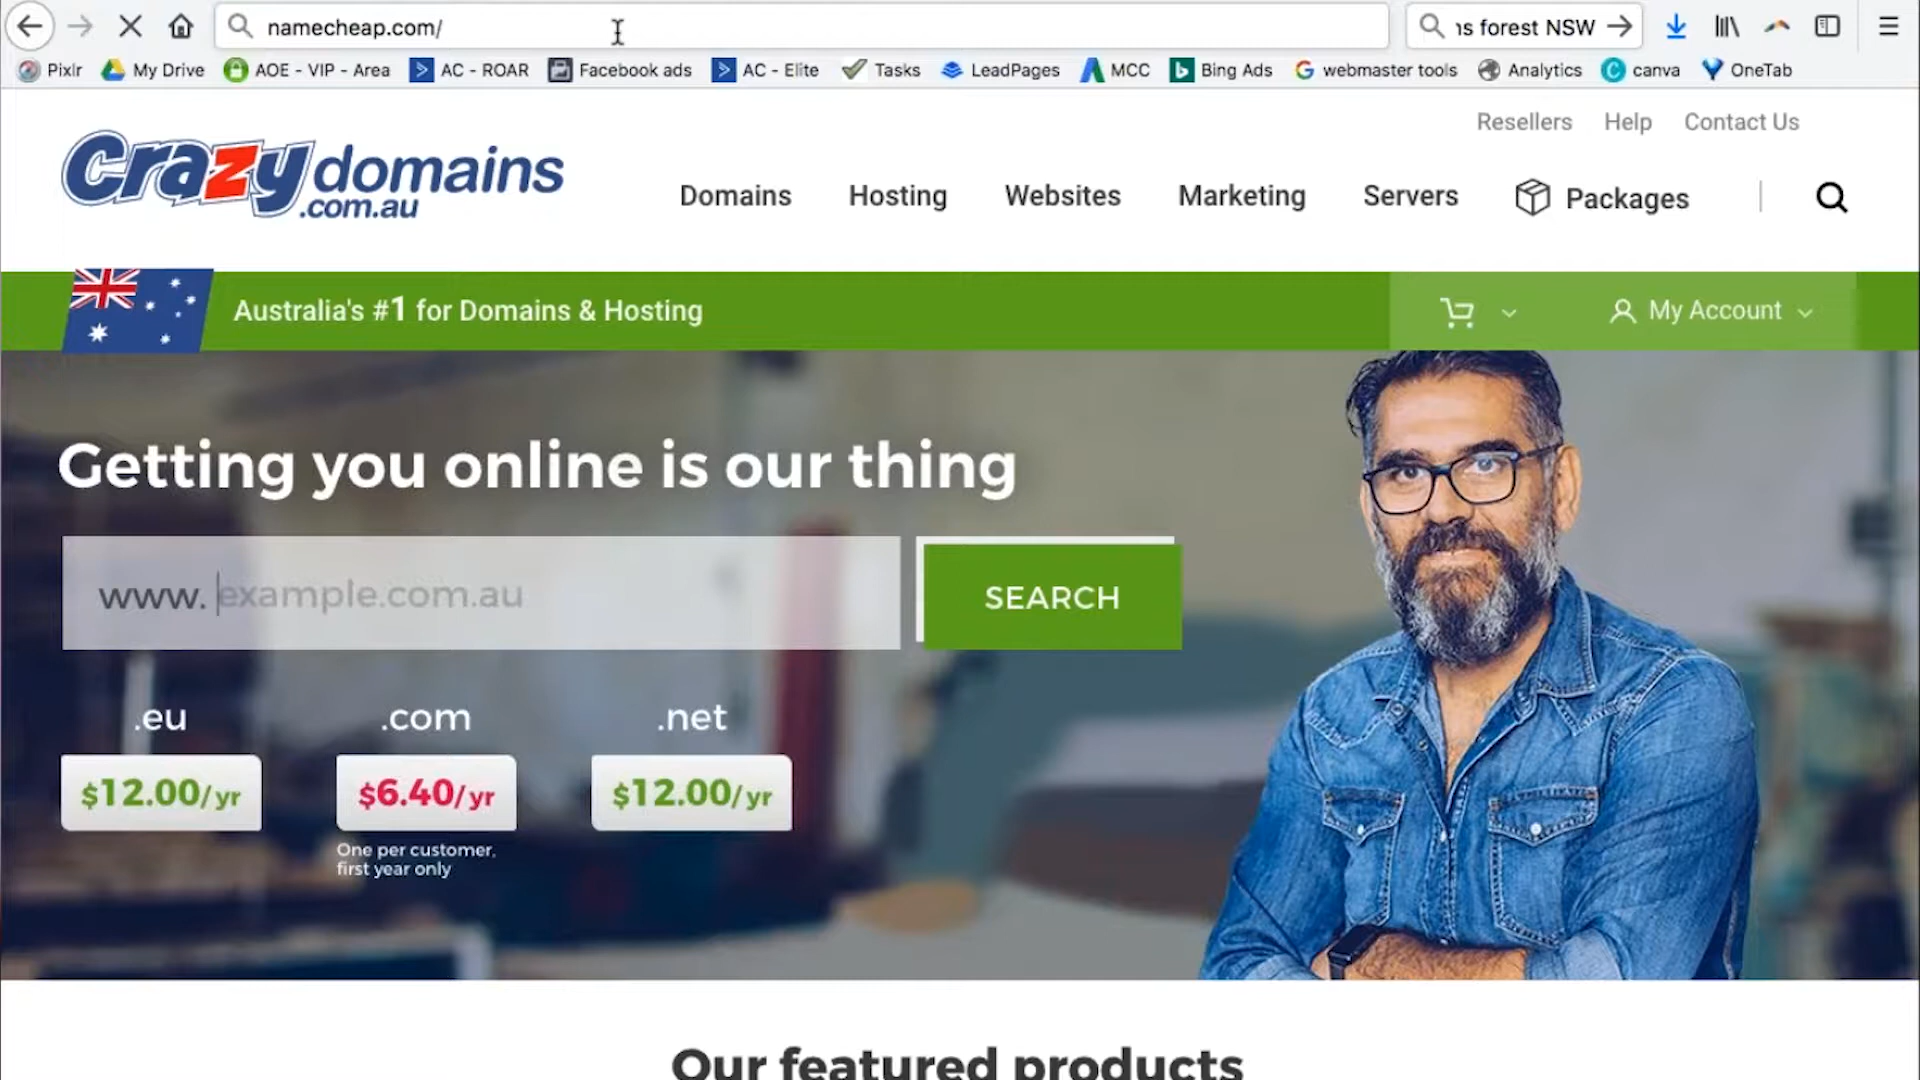 namecheap.com/
ns forest NSW
Pixlr My Drive AOE - VIP - Area AC - ROAR Facebook ads AC - Elite Tasks LeadPages MCC Bing Ads webmaster tools Analytics canva OneTab
Resellers Help Contact Us
Crazy domains
.com.au
Domains Hosting Websites Marketing Servers Packages
Australia's #1 for Domains & Hosting
My Account
Getting you online is our thing
www. example.com.au
SEARCH
.eu .com .net
$12.00/yr $6.40/yr $12.00/yr
One per customer,
first year only
Our featured products